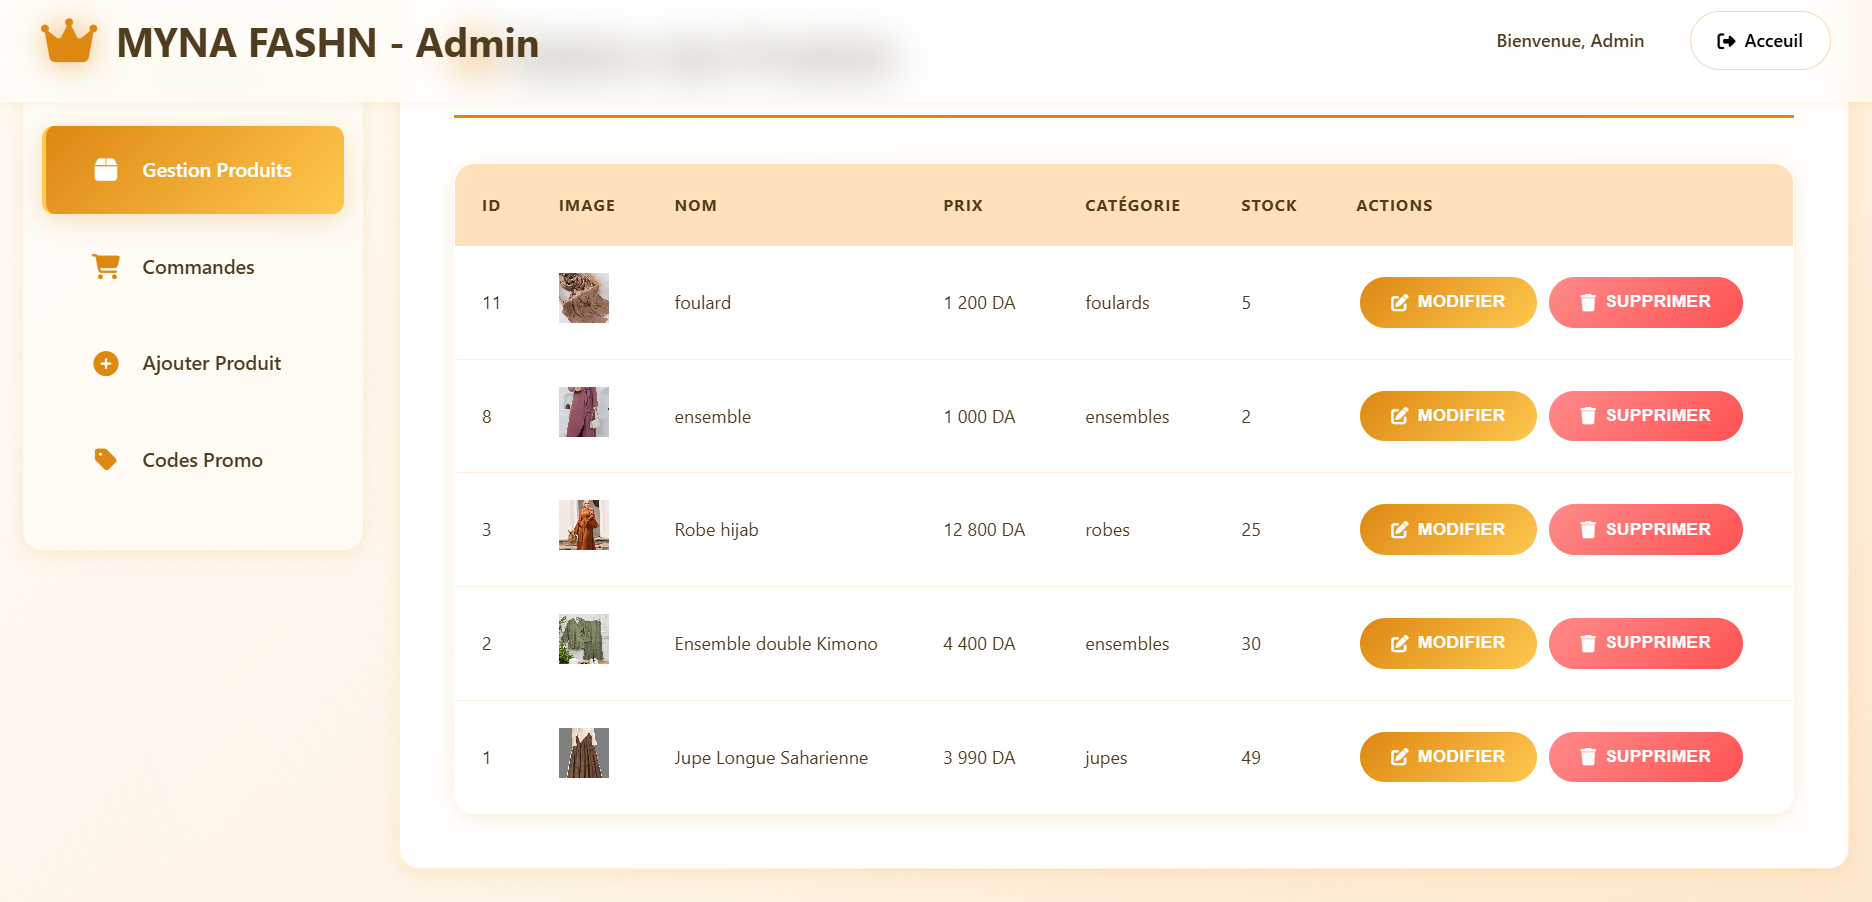 MYNA FASHN - Admin
Bienvenue, Admin
Acceuil
Gestion Produits
Commandes
Ajouter Produit
Codes Promo
ID IMAGE NOM PRIX CATÉGORIE STOCK ACTIONS
11 foulard 1 200 DA foulards 5 MODIFIER SUPPRIMER
8 ensemble 1 000 DA ensembles 2 MODIFIER SUPPRIMER
3 Robe hijab 12 800 DA robes 25 MODIFIER SUPPRIMER
2 Ensemble double Kimono 4 400 DA ensembles 30 MODIFIER SUPPRIMER
1 Jupe Longue Saharienne 3 990 DA jupes 49 MODIFIER SUPPRIMER